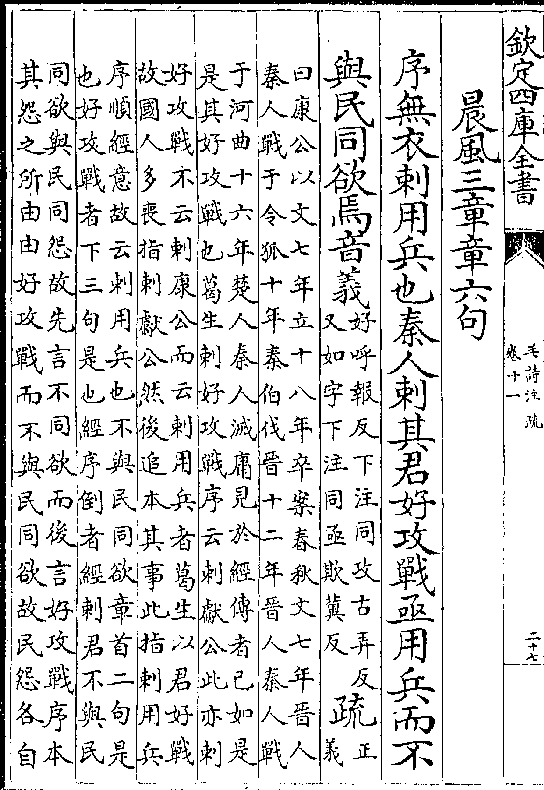 欽定四庫全書
毛詩注疏
卷十一
二十七
晨風三章章六句
序無衣刺用兵也秦人刺其君好攻戰亟用兵而不
與民同欲焉音義
好呼報反下注同攻古弄反
又如字下注同亟欺冀反
疏
正
義
曰康公以文七年立十八年卒案春秋文七年晉人
秦人戰于令狐十年秦伯伐晉十二年晉人秦人戰
于河曲十六年楚人秦人滅庸見於經傳者已如是
是其好攻戰也葛生刺好攻戰序云刺獻公此亦刺
好攻戰不云刺康公而云刺用兵者葛生以君好戰
故國人多喪指刺獻公然後追本其事此指刺用兵
序順經意故云刺用兵也不與民同欲章首二句是
也好攻戰者下三句是也經序倒者經刺君不與民
同欲與民同怨故先言不同欲而後言好攻戰序本
其怨之所由由好攻戰而不與民同欲故民怨各自